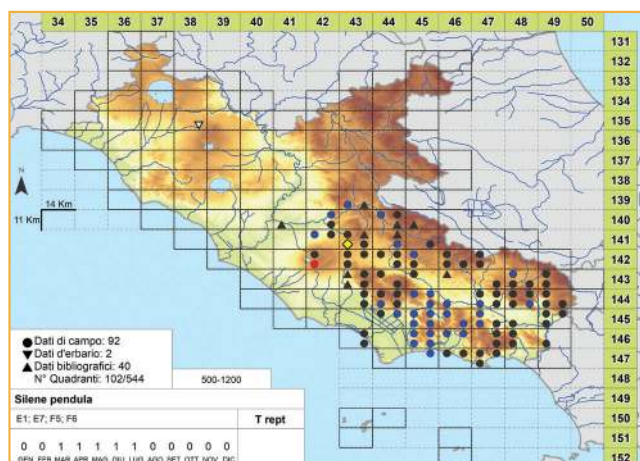 34 35 36 37 38 39 40 41 42 43 44 45 46 47 48 49 50
131
132
133
134
135
136
137
N
139
14 Km
140
11 Km
141
142
143
144
145
146
147
148
149
150
151
152
Dati di campo: 92
Dati d'erbario: 2
Dati bibliografici: 40
N° Quadranti: 102/544
500-1200
Silene pendula
E1; E7; F5; F6
T rept
0 0 1 1 1 1 1 0 0 0 0 0
GEN FEB MAR APR MAG GIU LUG AGO SET OTT NOV DIC